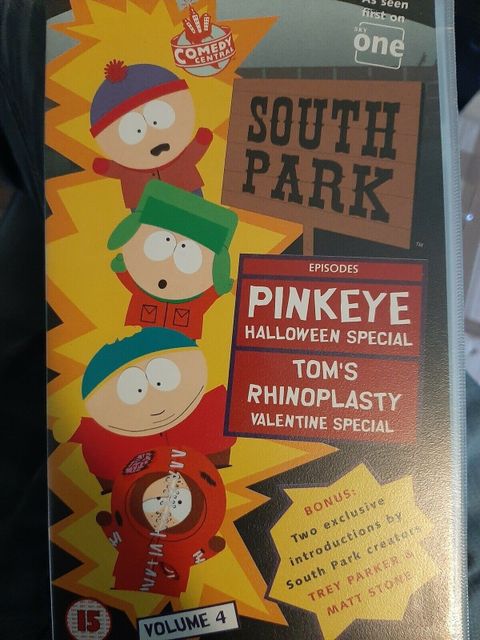 As seen
first on
sky
one
COMEDY
CENTRAL
SOUTH
PARK
TM
EPISODES
PINKEYE
HALLOWEEN SPECIAL
TOM'S
RHINOPLASTY
VALENTINE SPECIAL
BONUS:
Two exclusive
introductions by
South Park creators
TREY PARKER &
MATT STONE
15
VOLUME 4